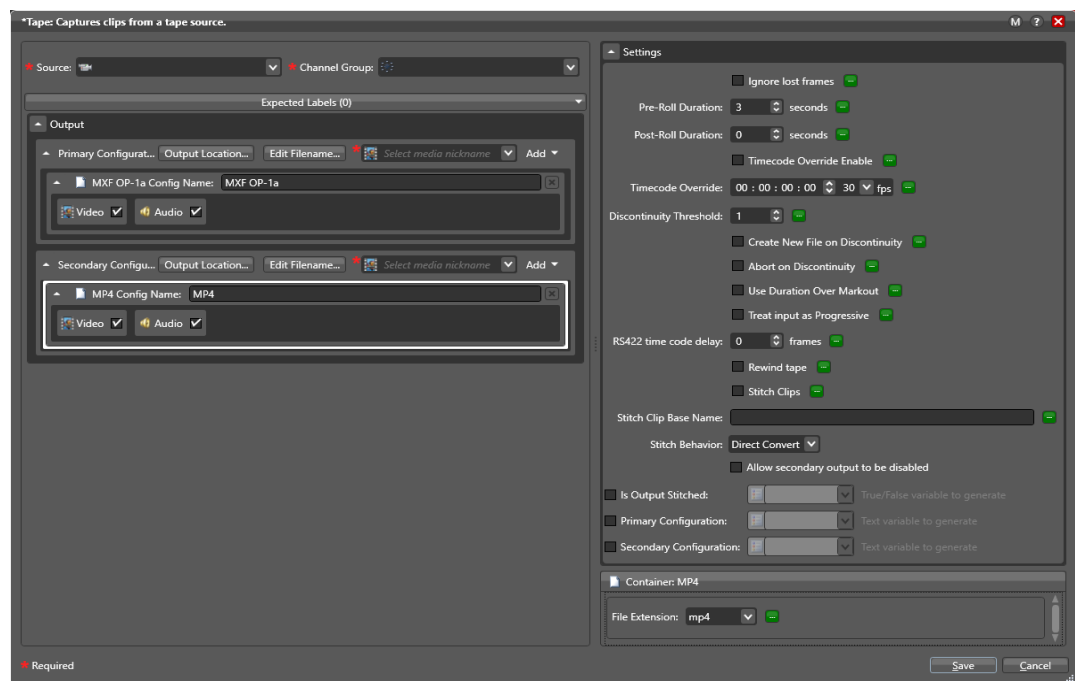 *Tape: Captures clips from a tape source.
M ?
* Source:
* Channel Group:
Expected Labels (0)
Output
Primary Configurat... Output Location... Edit Filename... * Select media nickname Add
MXF OP-1a Config Name: MXF OP-1a
Video Audio
Secondary Configu... Output Location... Edit Filename... * Select media nickname Add
MP4 Config Name: MP4
Video Audio
* Required
Settings
Ignore lost frames
Pre-Roll Duration: 3 seconds
Post-Roll Duration: 0 seconds
Timecode Override Enable
Timecode Override: 00 : 00 : 00 : 00 30 fps
Discontinuity Threshold: 1
Create New File on Discontinuity
Abort on Discontinuity
Use Duration Over Markout
Treat input as Progressive
RS422 time code delay: 0 frames
Rewind tape
Stitch Clips
Stitch Clip Base Name:
Stitch Behavior: Direct Convert
Allow secondary output to be disabled
Is Output Stitched: True/False variable to generate
Primary Configuration: Text variable to generate
Secondary Configuration: Text variable to generate
Container: MP4
File Extension: mp4
Save Cancel